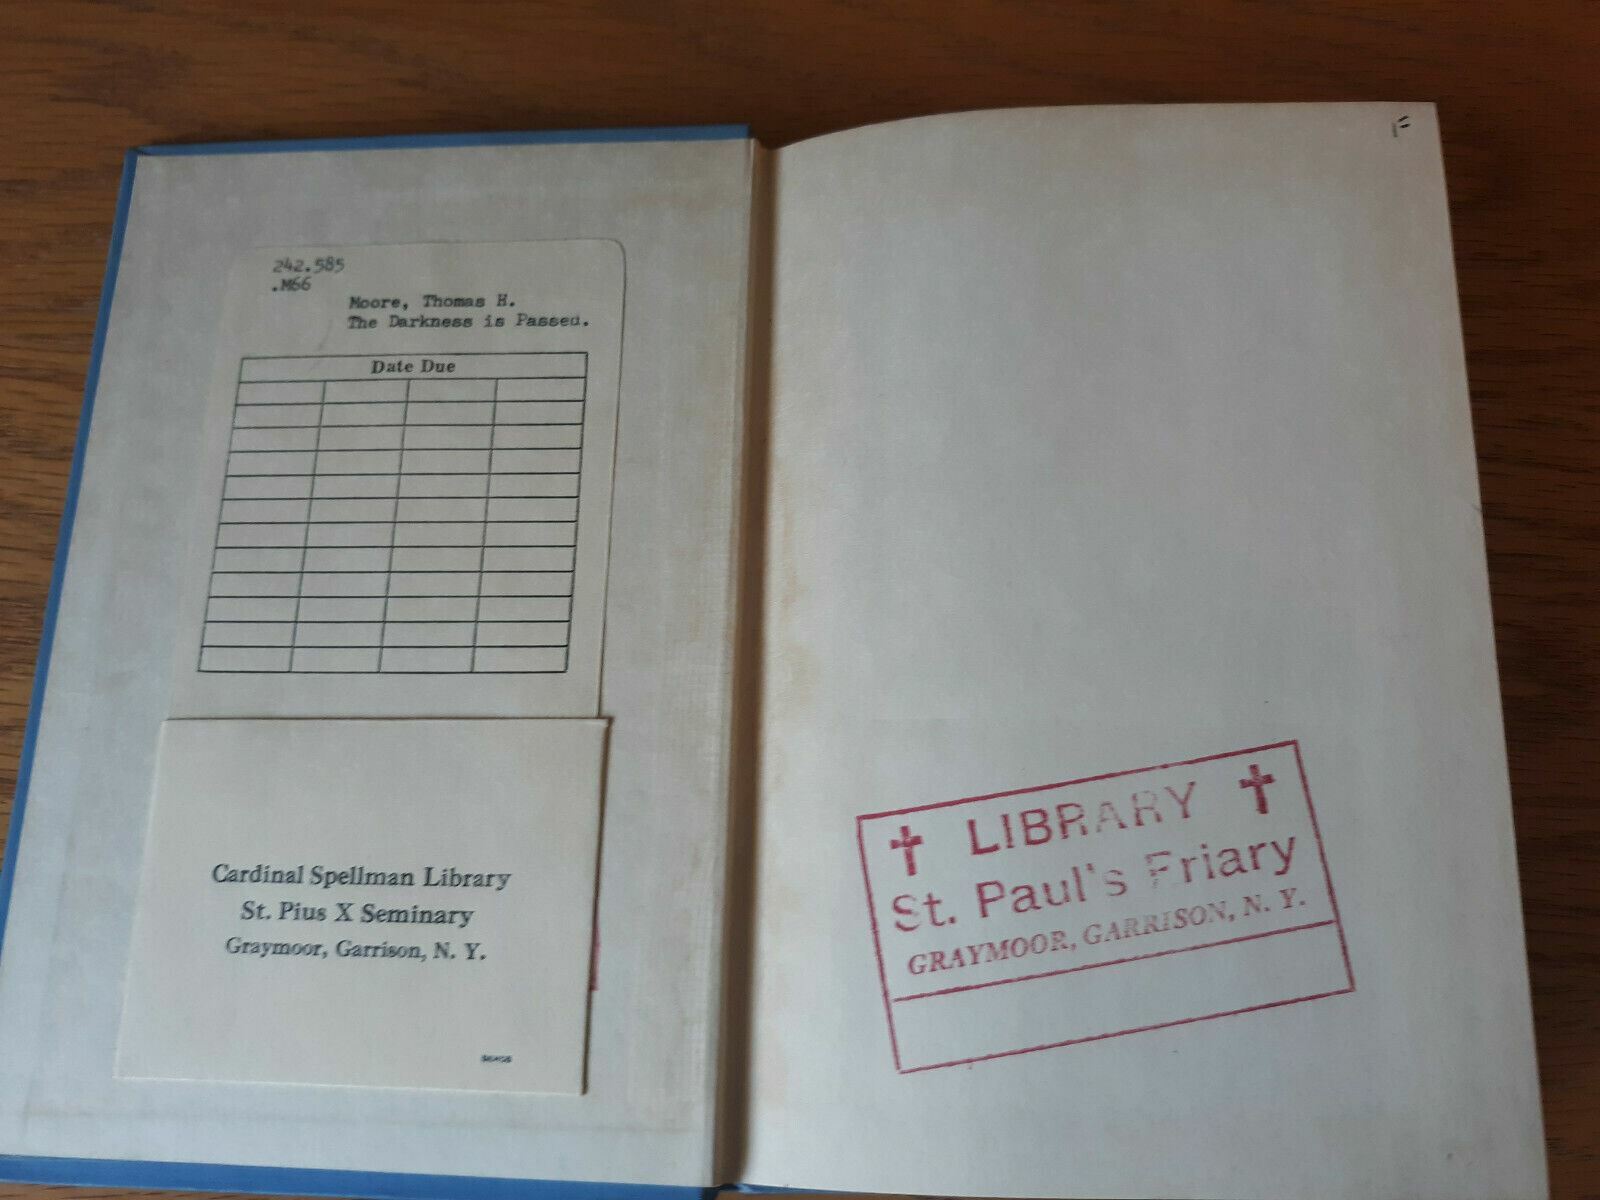 242.585
.M66
Moore, Thomas H.
The Darkness is Passed.
Date Due
Cardinal Spellman Library
St. Pius X Seminary
Graymoor, Garrison, N. Y.
LIBRARY
St. Paul's Friary
GRAYMOOR, GARRISON, N. Y.